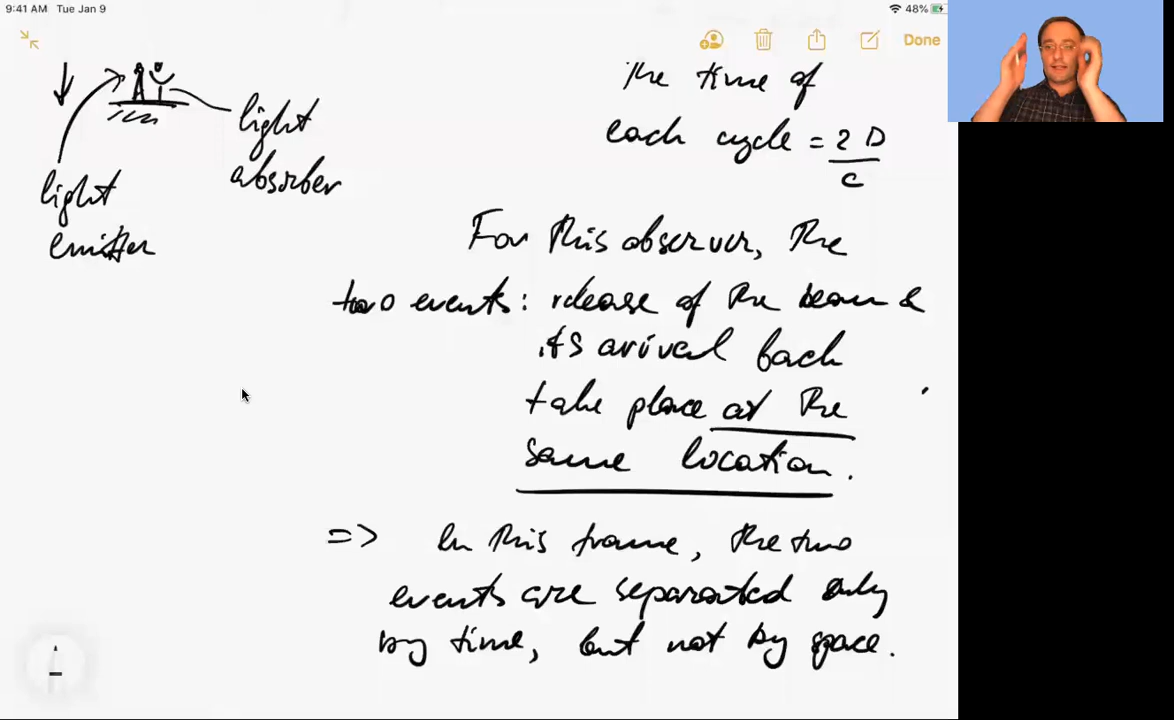 9:41 AM Tue Jan 9
48%
Done
light
absorber
light
emitter
The time of
each cycle = 2 D
c
For this observer, the
two events: release of the beam &
its arival back
take place at the
same location.
=> In this frame, the two
events are separated only
by time, but not by space.